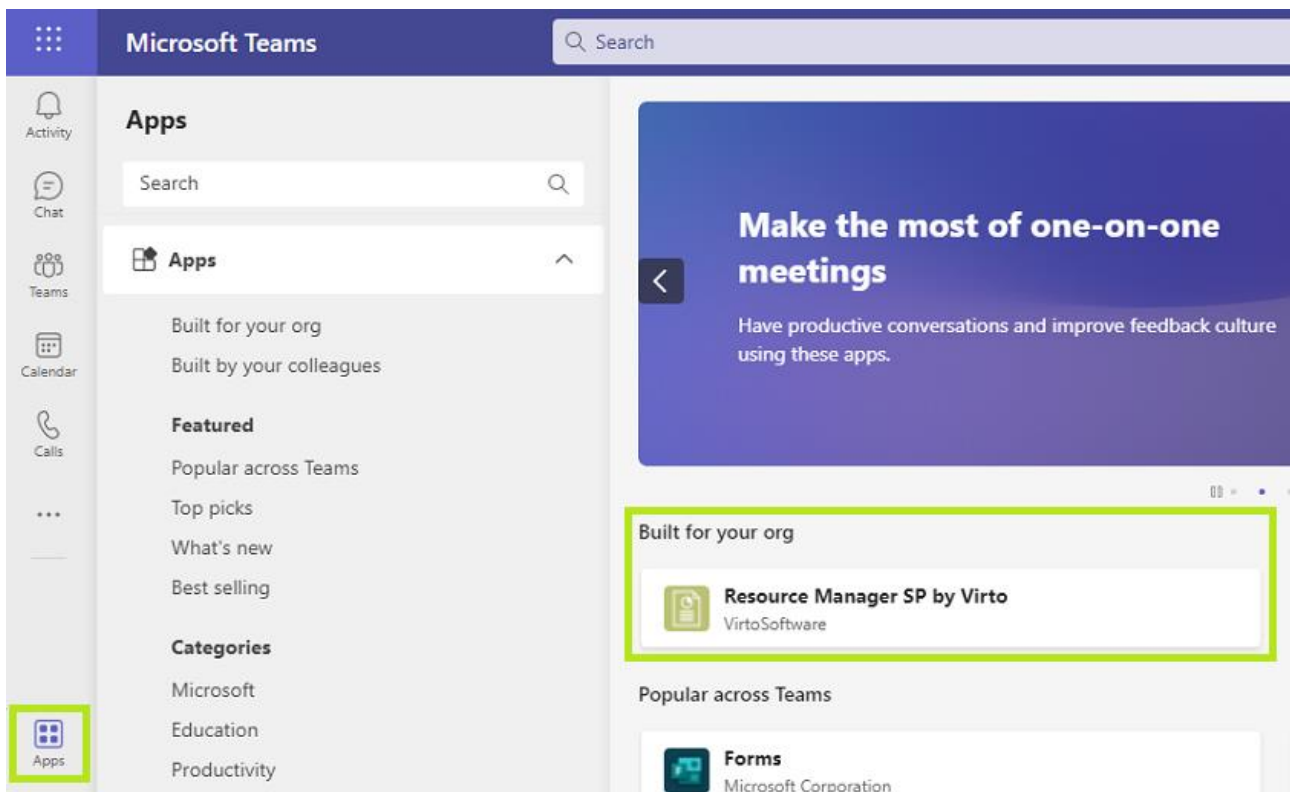 Microsoft Teams
Search
Activity
Chat
Teams
Calendar
Calls
Apps
Apps
Search
Apps
Built for your org
Built by your colleagues
Featured
Popular across Teams
Top picks
What's new
Best selling
Categories
Microsoft
Education
Productivity
Make the most of one-on-one
meetings
Have productive conversations and improve feedback culture
using these apps.
Built for your org
Resource Manager SP by Virto
VirtoSoftware
Popular across Teams
Forms
Microsoft Corporation